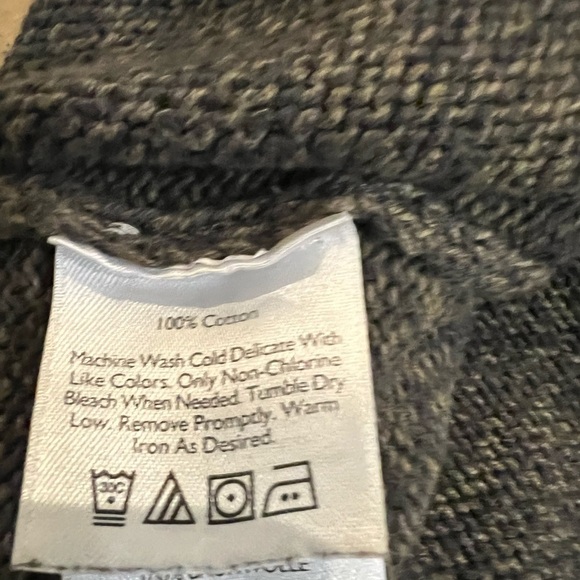 100% Cotton
Machine Wash Cold Delicate With
Like Colors. Only Non-Chlorine
Bleach When Needed. Tumble Dry
Low. Remove Promptly. Warm
Iron As Desired.
30C